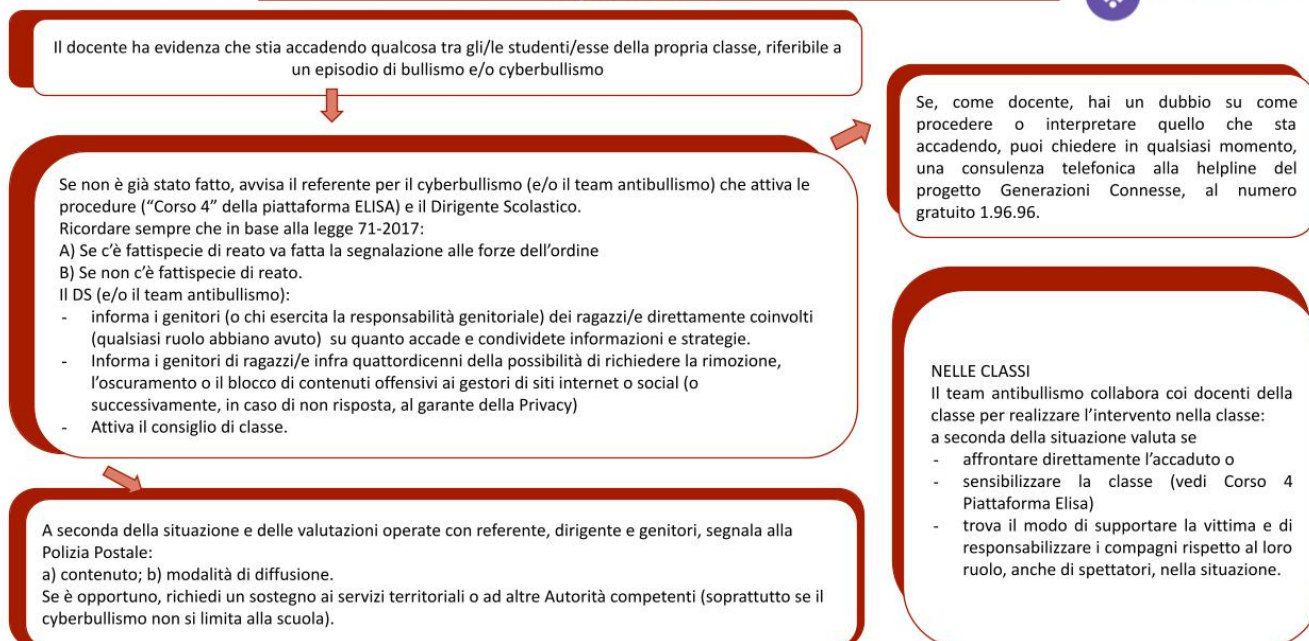 Il docente ha evidenza che stia accadendo qualcosa tra gli/le studenti/esse della propria classe, riferibile a
un episodio di bullismo e/o cyberbullismo
Se, come docente, hai un dubbio su come
procedere o interpretare quello che sta
accadendo, puoi chiedere in qualsiasi momento,
una consulenza telefonica alla helpline del
progetto Generazioni Connesse, al numero
gratuito 1.96.96.
Se non è già stato fatto, avvisa il referente per il cyberbullismo (e/o il team antibullismo) che attiva le
procedure (“Corso 4” della piattaforma ELISA) e il Dirigente Scolastico.
Ricordare sempre che in base alla legge 71-2017:
A) Se c’è fattispecie di reato va fatta la segnalazione alle forze dell’ordine
B) Se non c’è fattispecie di reato.
Il DS (e/o il team antibullismo):
- informa i genitori (o chi esercita la responsabilità genitoriale) dei ragazzi/e direttamente coinvolti
(qualsiasi ruolo abbiano avuto) su quanto accade e condividete informazioni e strategie.
- Informa i genitori di ragazzi/e infra quattordicenni della possibilità di richiedere la rimozione,
l’oscuramento o il blocco di contenuti offensivi ai gestori di siti internet o social (o
successivamente, in caso di non risposta, al garante della Privacy)
- Attiva il consiglio di classe.
NELLE CLASSI
Il team antibullismo collabora coi docenti della
classe per realizzare l’intervento nella classe:
a seconda della situazione valuta se
- affrontare direttamente l’accaduto o
- sensibilizzare la classe (vedi Corso 4
Piattaforma Elisa)
- trova il modo di supportare la vittima e di
responsabilizzare i compagni rispetto al loro
ruolo, anche di spettatori, nella situazione.
A seconda della situazione e delle valutazioni operate con referente, dirigente e genitori, segnala alla
Polizia Postale:
a) contenuto; b) modalità di diffusione.
Se è opportuno, richiedi un sostegno ai servizi territoriali o ad altre Autorità competenti (soprattutto se il
cyberbullismo non si limita alla scuola).